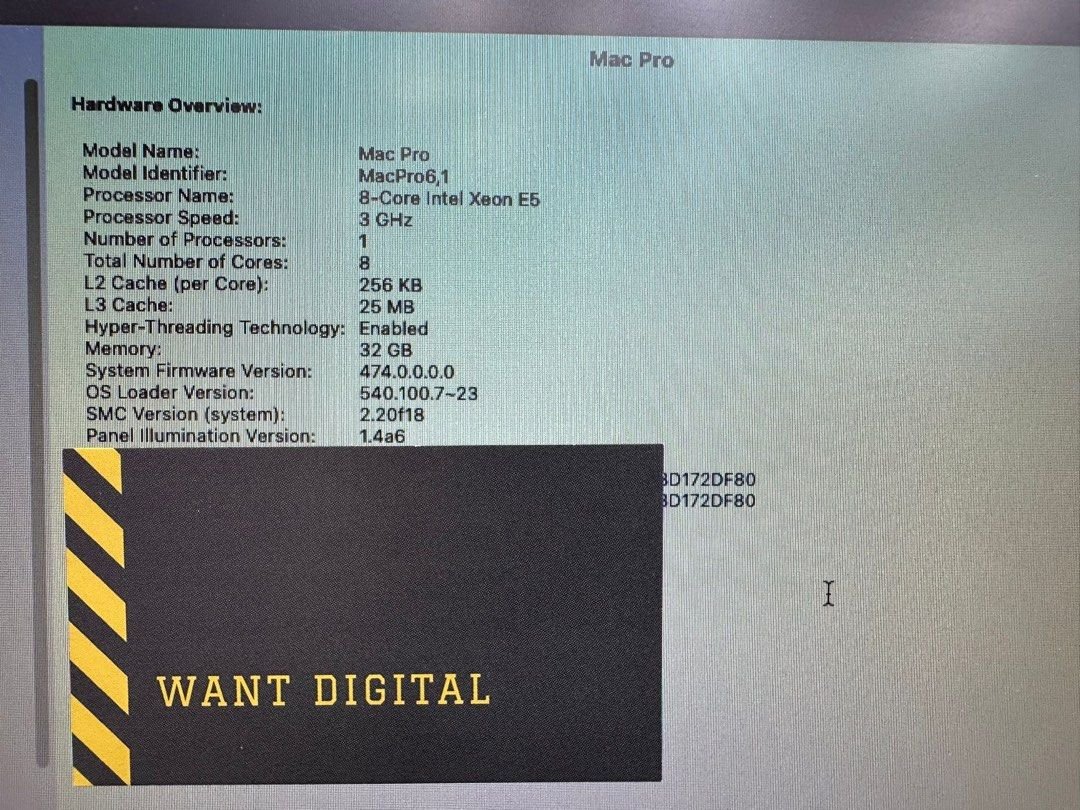 Mac Pro
Hardware Overview:
Model Name: Mac Pro
Model Identifier: MacPro6,1
Processor Name: 8-Core Intel Xeon E5
Processor Speed: 3 GHz
Number of Processors: 1
Total Number of Cores: 8
L2 Cache (per Core): 256 KB
L3 Cache: 25 MB
Hyper-Threading Technology: Enabled
Memory: 32 GB
System Firmware Version: 474.0.0.0.0
OS Loader Version: 540.100.7~23
SMC Version (system): 2.20f18
Panel Illumination Version: 1.4a6
D172DF80
D172DF80
WANT DIGITAL